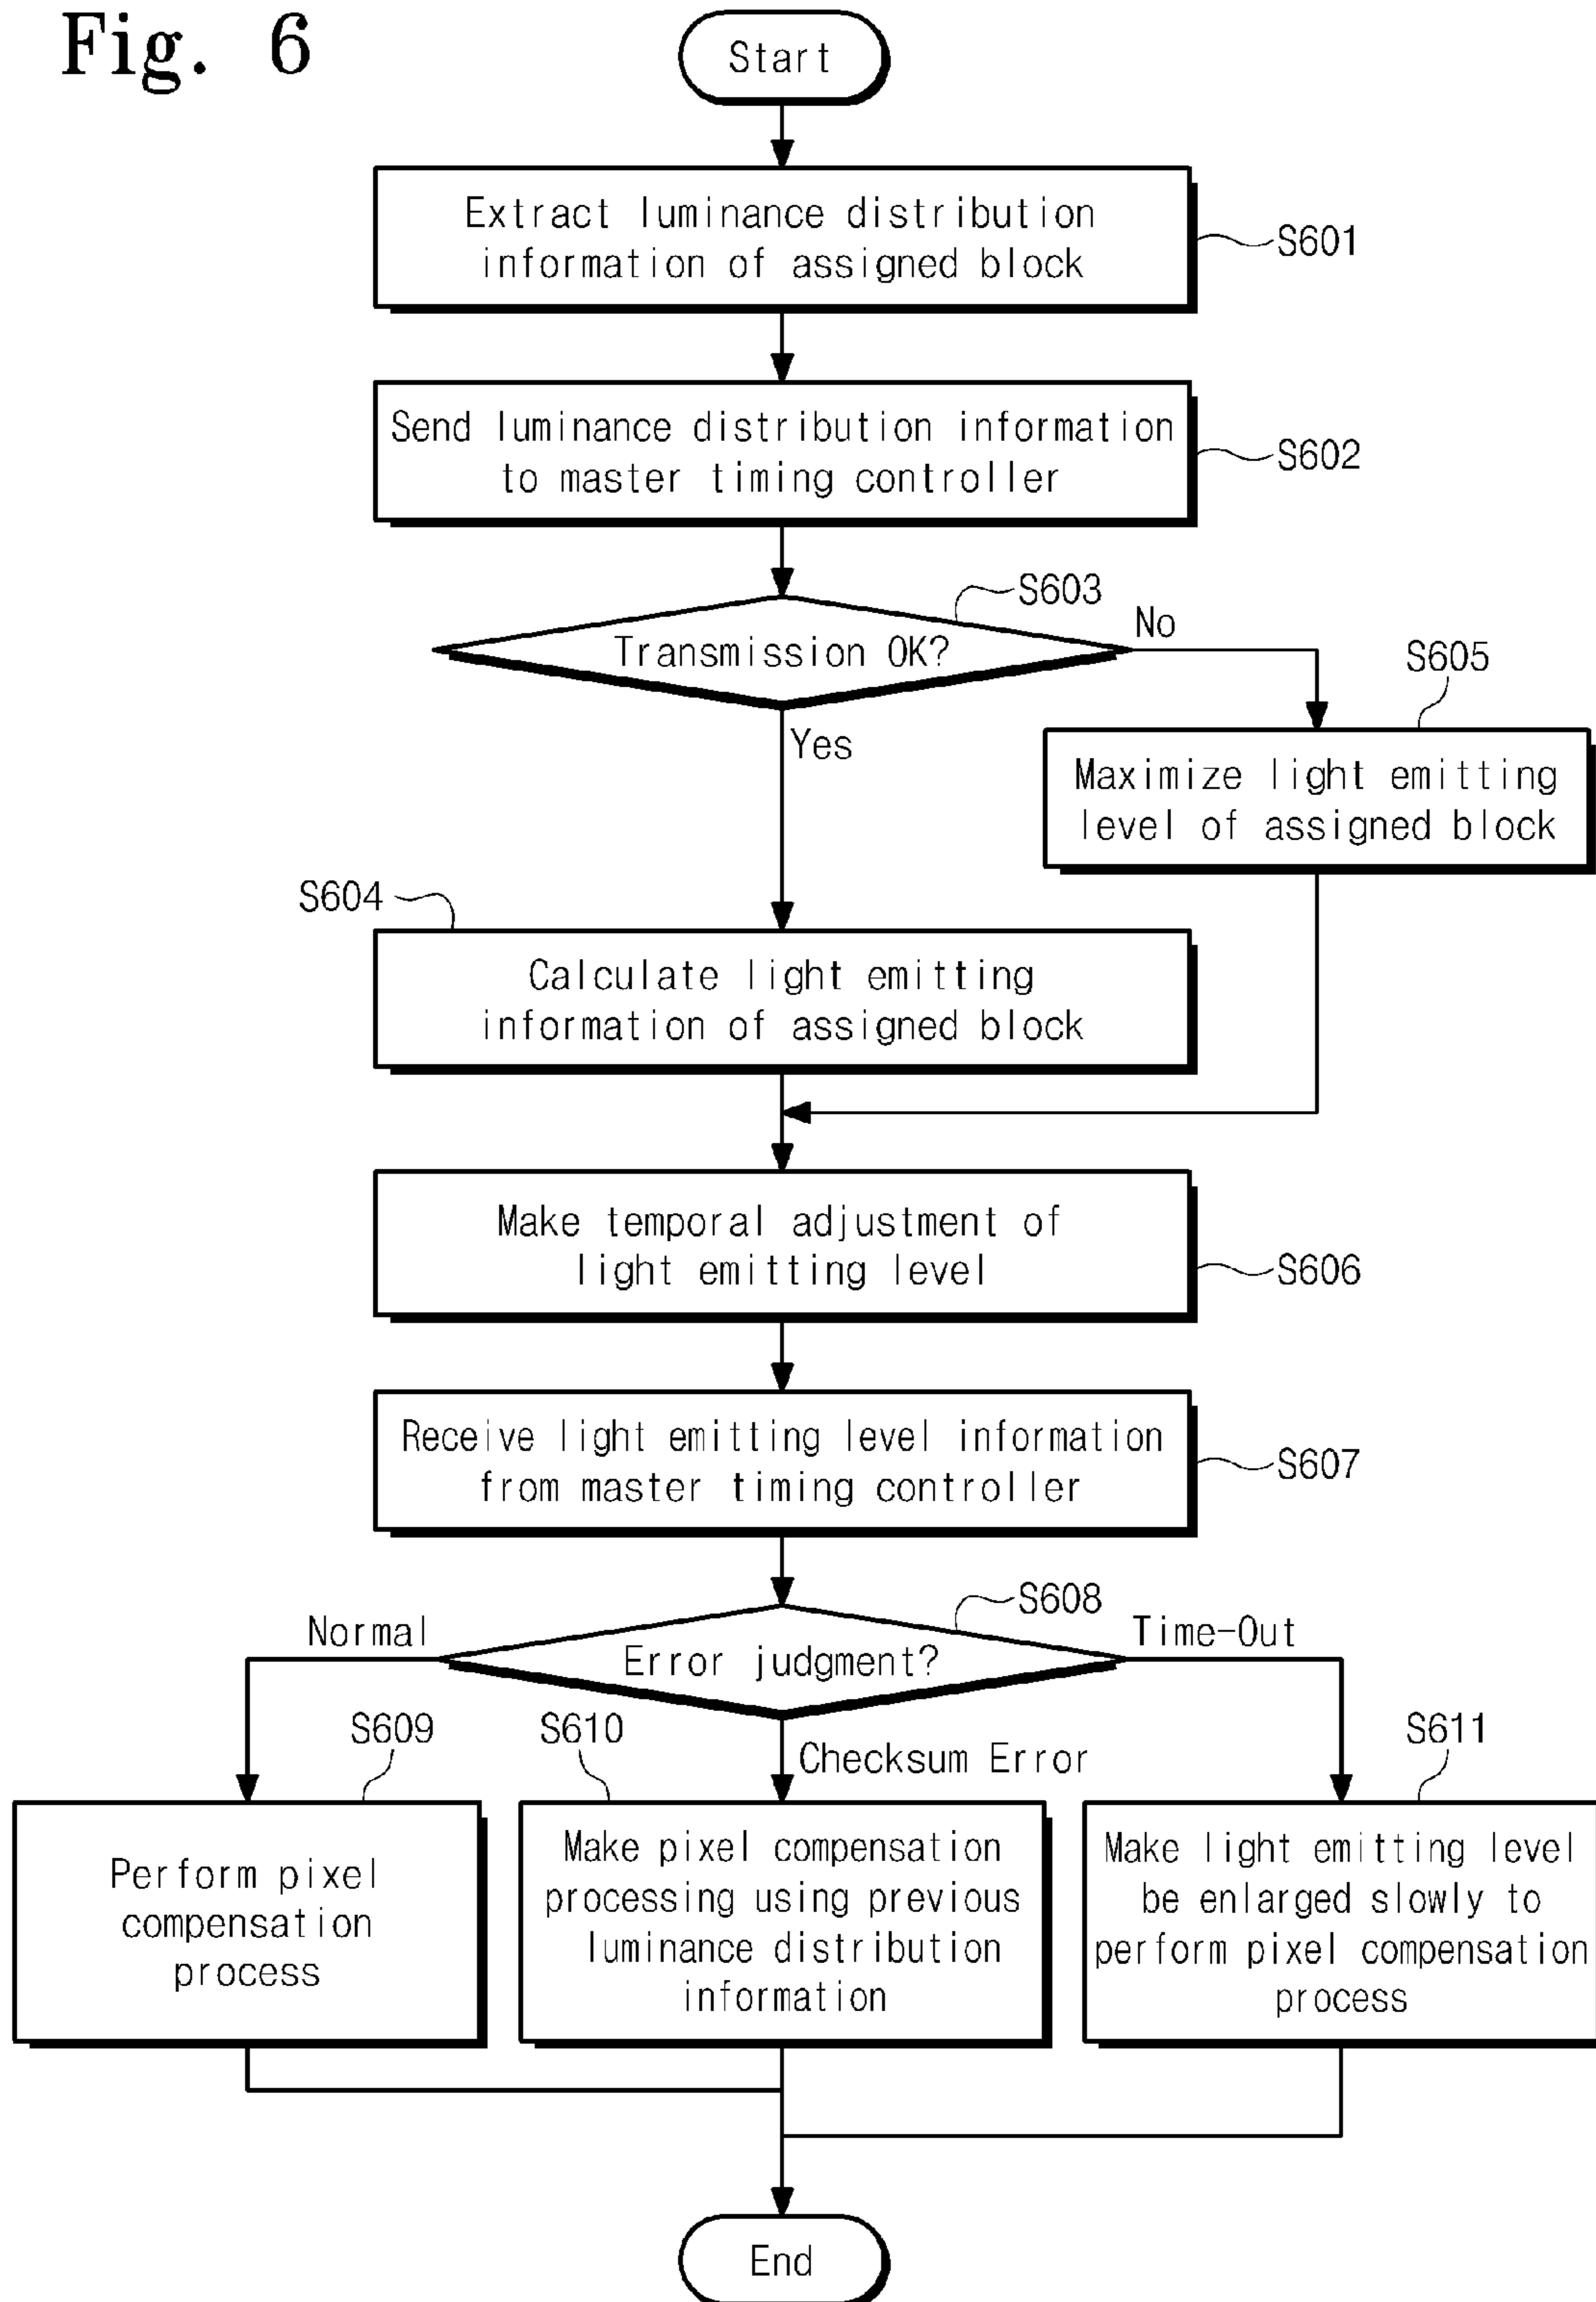 Fig. 6
Start
Extract luminance distribution
information of assigned block
S601
Send luminance distribution information
to master timing controller
S602
S603
Transmission OK?
No
Yes
S605
Maximize light emitting
level of assigned block
S604
Calculate light emitting
information of assigned block
Make temporal adjustment of
light emitting level
S606
Receive light emitting level information
from master timing controller
S607
S608
Normal
Error judgment?
Time-Out
S609
S610
Checksum Error
S611
Perform pixel
compensation
process
Make pixel compensation
processing using previous
luminance distribution
information
Make light emitting level
be enlarged slowly to
perform pixel compensation
process
End